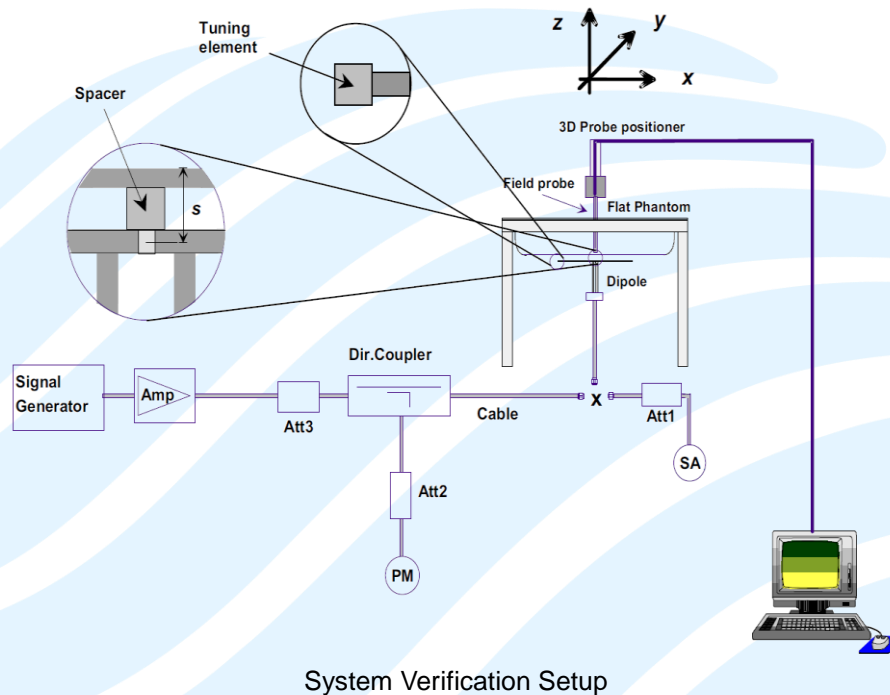 Tuning
element
z
y
x
Spacer
s
3D Probe positioner
Field probe
Flat Phantom
Dipole
Dir.Coupler
Signal
Generator
Amp
Att3
Cable
x
Att1
SA
Att2
PM
System Verification Setup